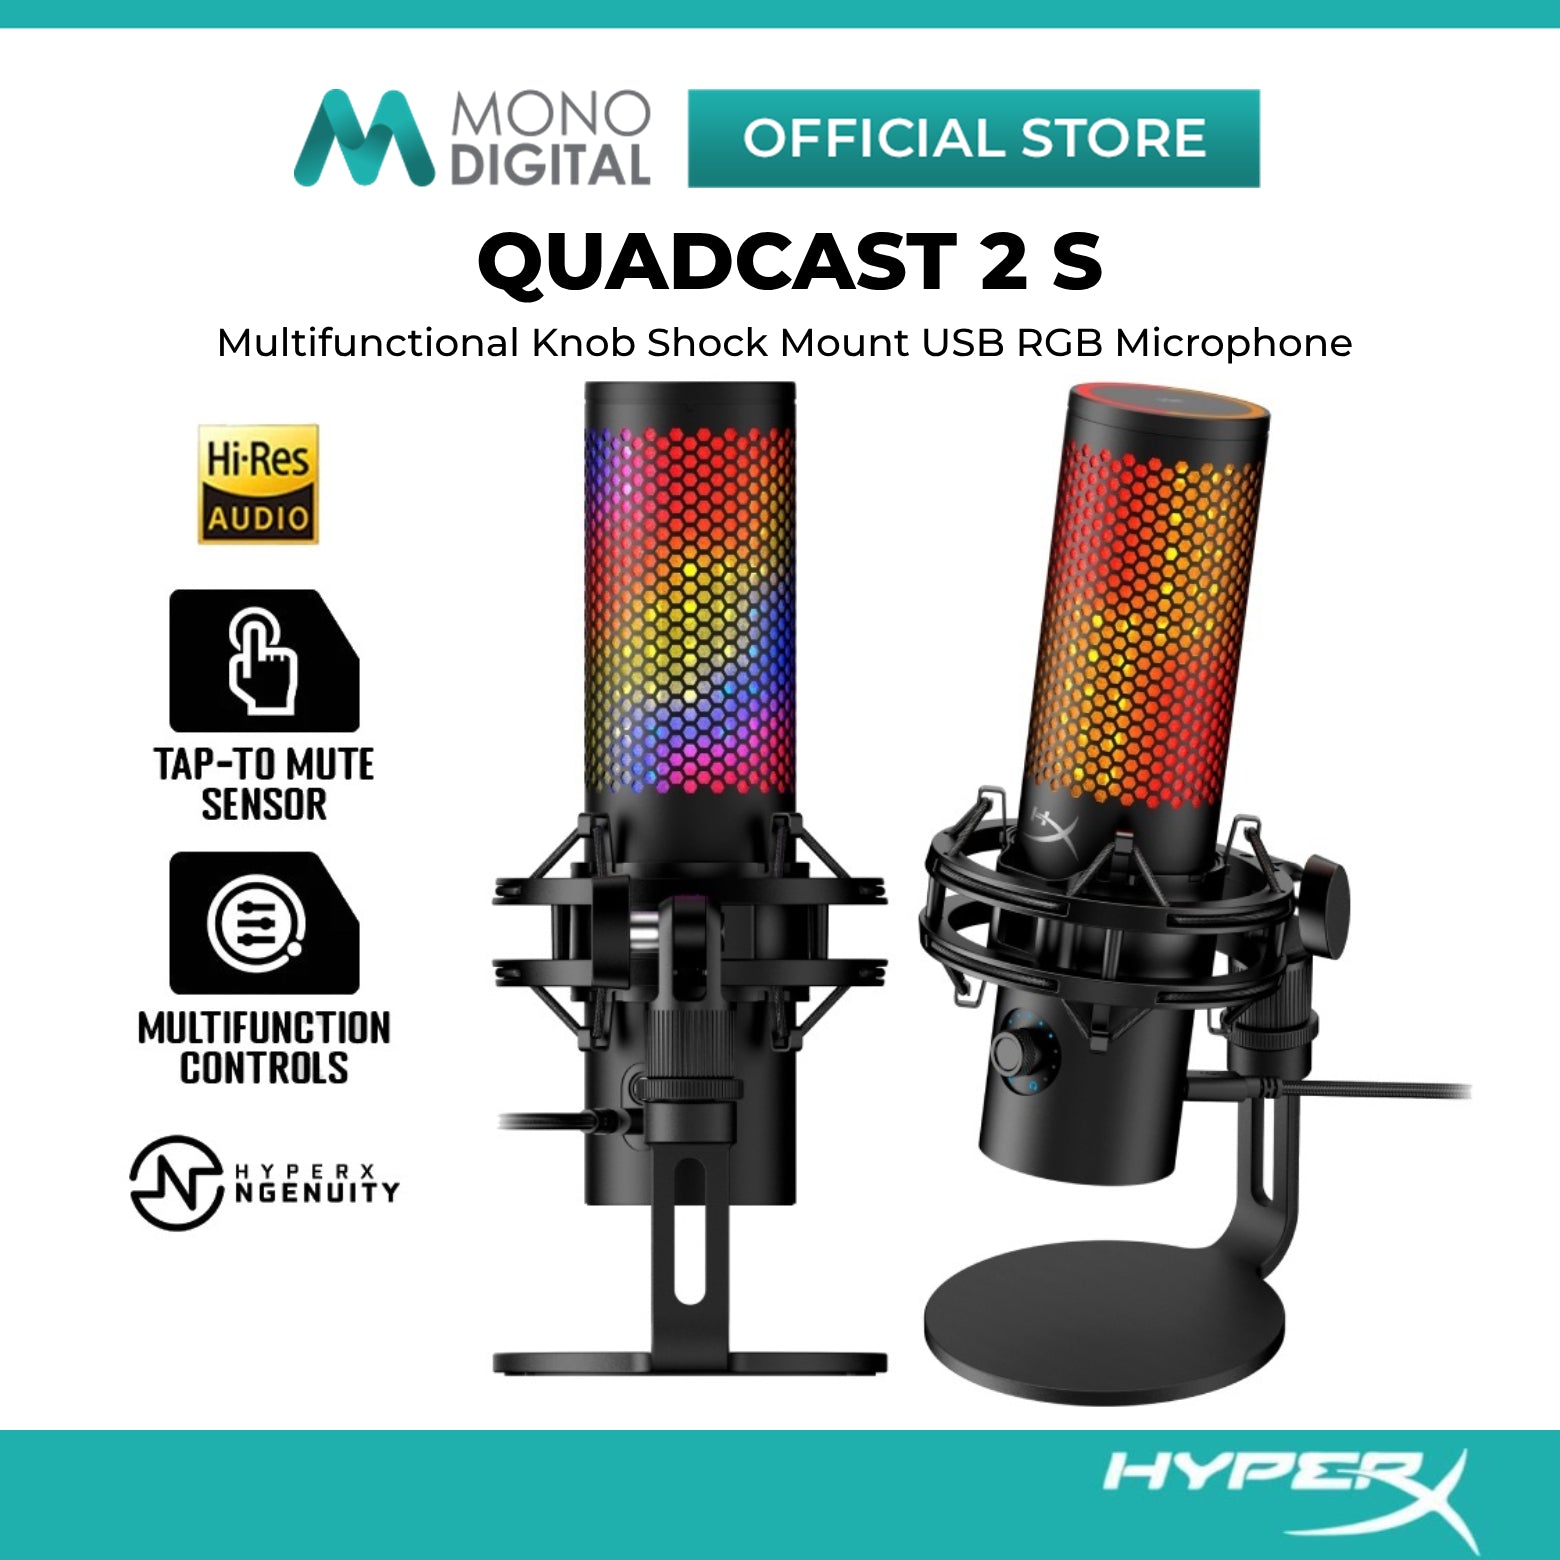 MONO
DIGITAL
OFFICIAL STORE
QUADCAST 2 S
Multifunctional Knob Shock Mount USB RGB Microphone
Hi-Res
AUDIO
TAP-TO MUTE
SENSOR
MULTIFUNCTION
CONTROLS
HYPERX
NGENUITY
HX
HYPERX